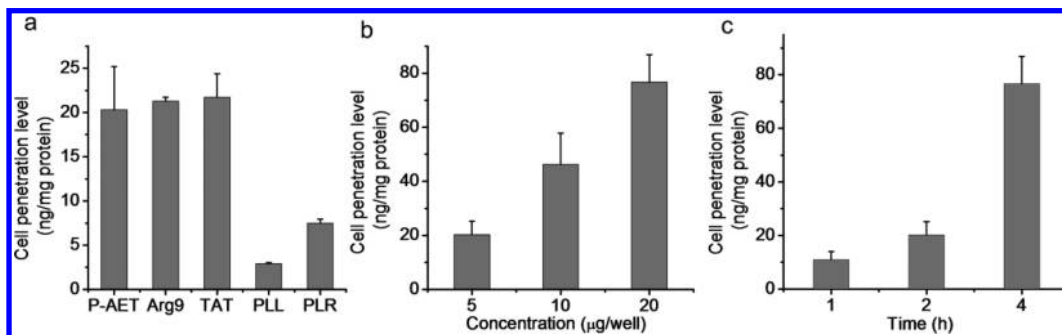 a
Cell penetration level
(ng/mg protein)
25
20
15
10
5
0
P-AET Arg9 TAT PLL PLR
b
Cell penetration level
(ng/mg protein)
80
60
40
20
0
5 10 20
Concentration (μg/well)
c
Cell penetration level
(ng/mg protein)
80
60
40
20
0
1 2 4
Time (h)